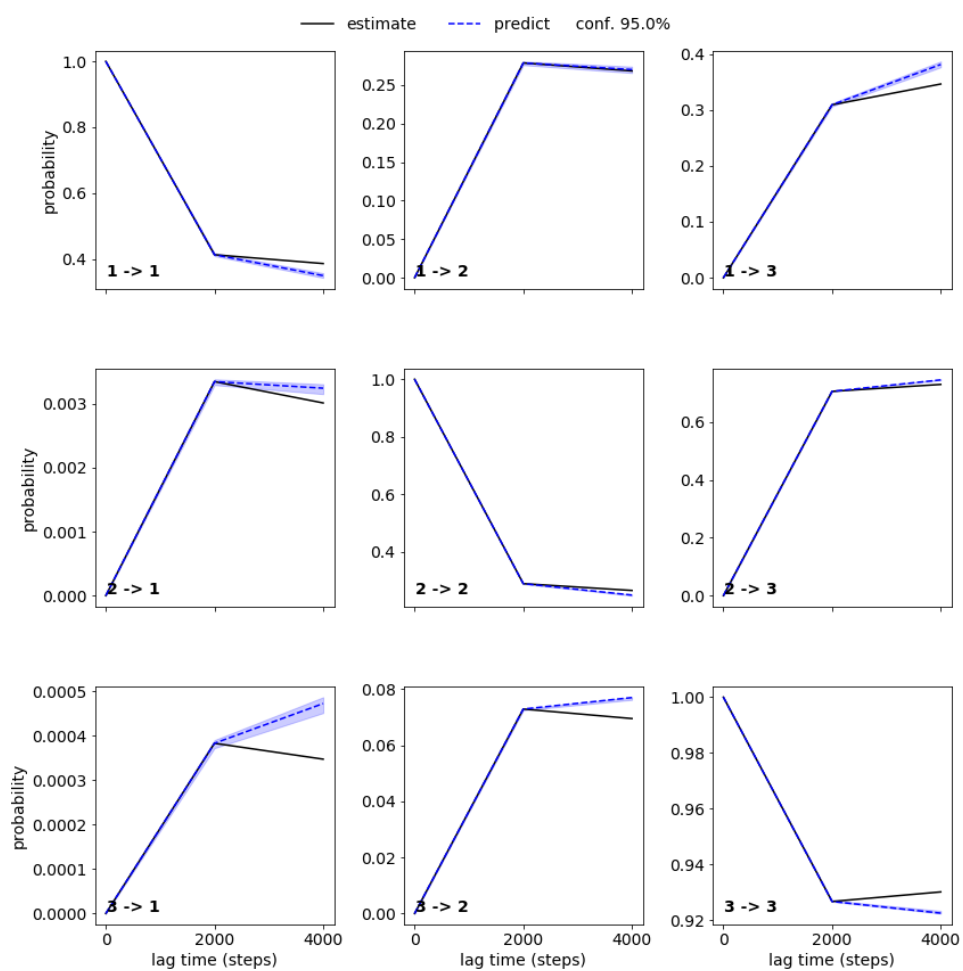 estimate predict conf. 95.0%
1.0
0.8
0.6
0.4
probability
1 -> 1
0.25
0.20
0.15
0.10
0.05
0.00
1 -> 2
0.4
0.3
0.2
0.1
0.0
1 -> 3
0.003
0.002
0.001
0.000
probability
2 -> 1
1.0
0.8
0.6
0.4
2 -> 2
0.6
0.4
0.2
0.0
2 -> 3
0.0005
0.0004
0.0003
0.0002
0.0001
0.0000
probability
3 -> 1
0 2000 4000
lag time (steps)
0.08
0.06
0.04
0.02
0.00
3 -> 2
0 2000 4000
lag time (steps)
1.00
0.98
0.96
0.94
0.92
3 -> 3
0 2000 4000
lag time (steps)